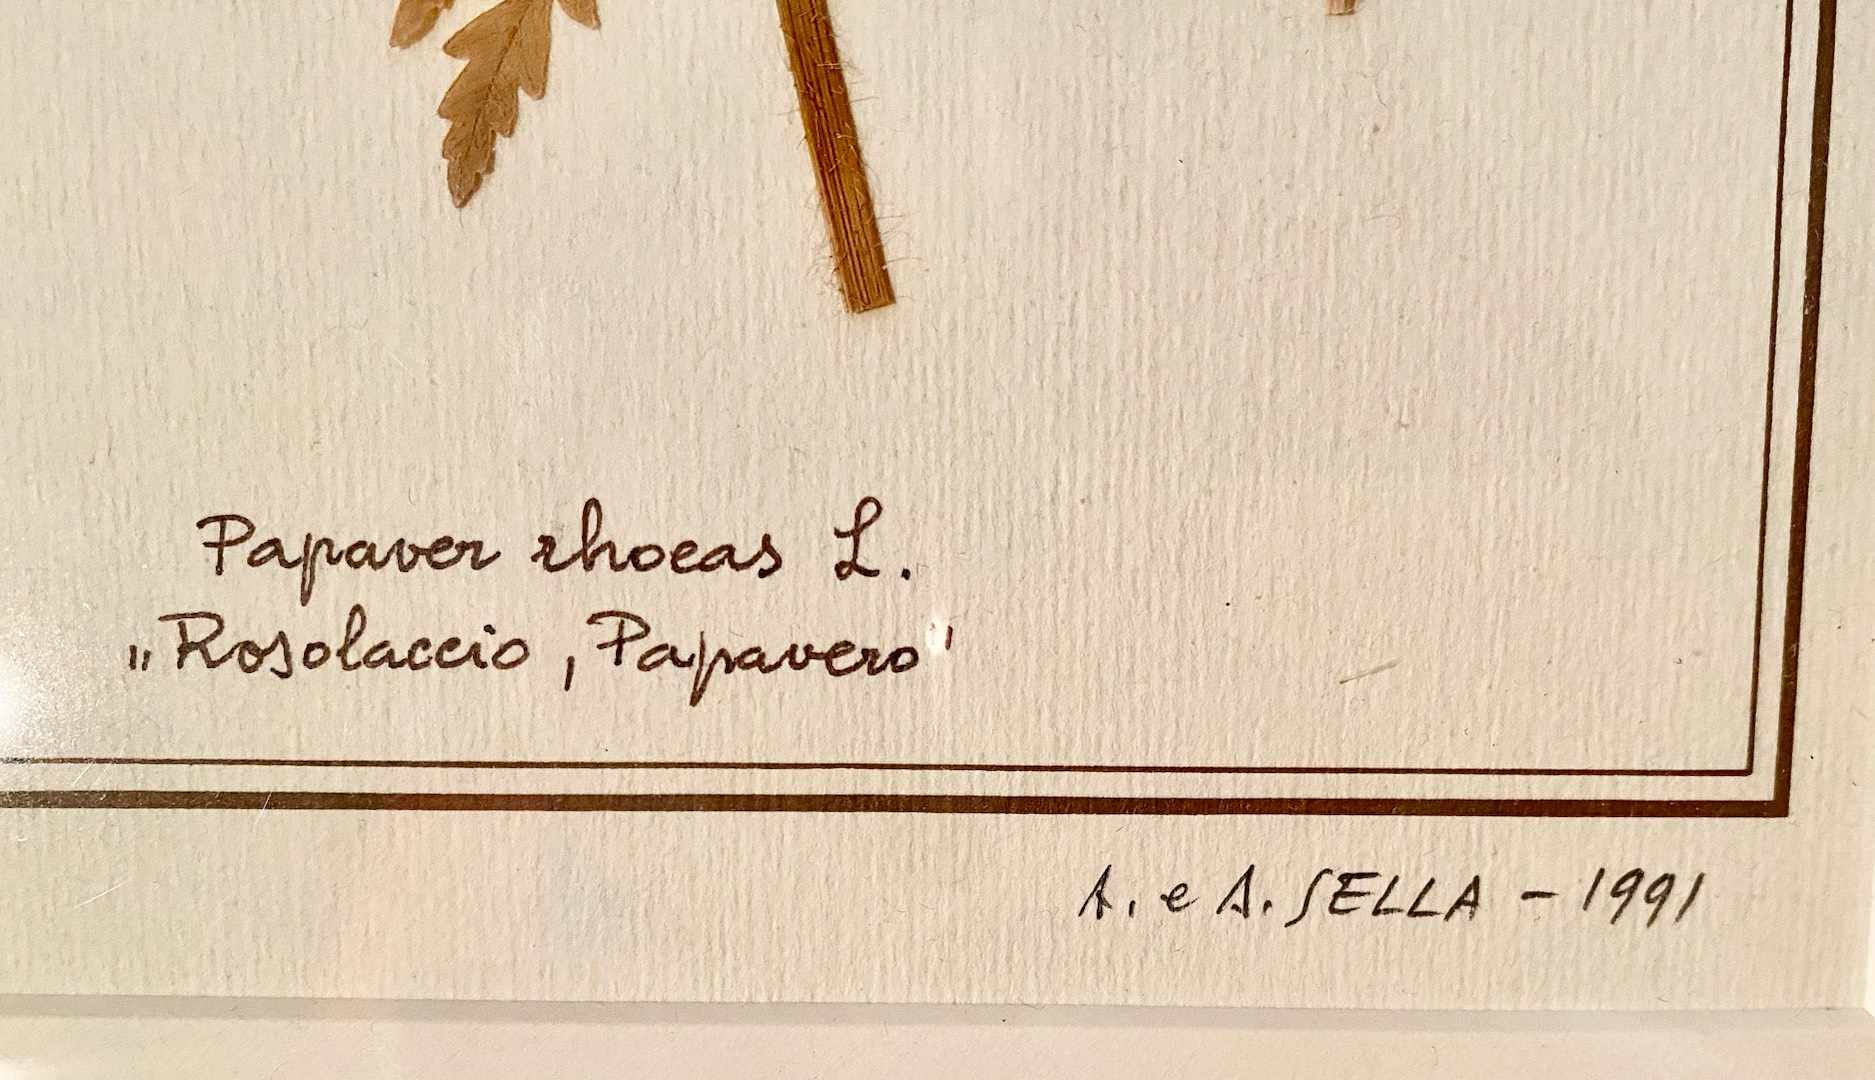 Papaver rhoeas L.
„Rosolaccio, Papavero"
A. e A. SELLA - 1991